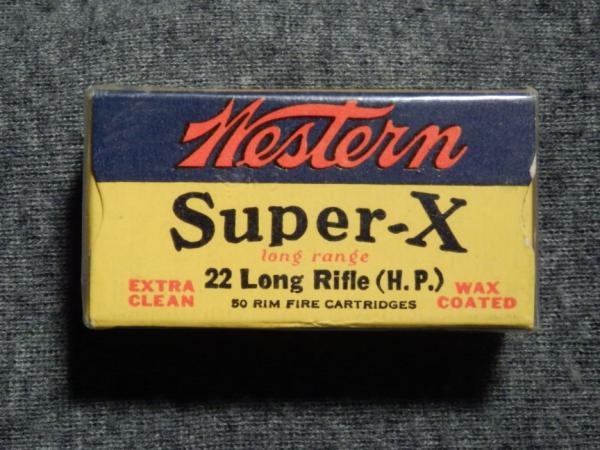 Western
Super-X
long range
22 Long Rifle (H.P.)
EXTRA CLEAN
WAX COATED
50 RIM FIRE CARTRIDGES